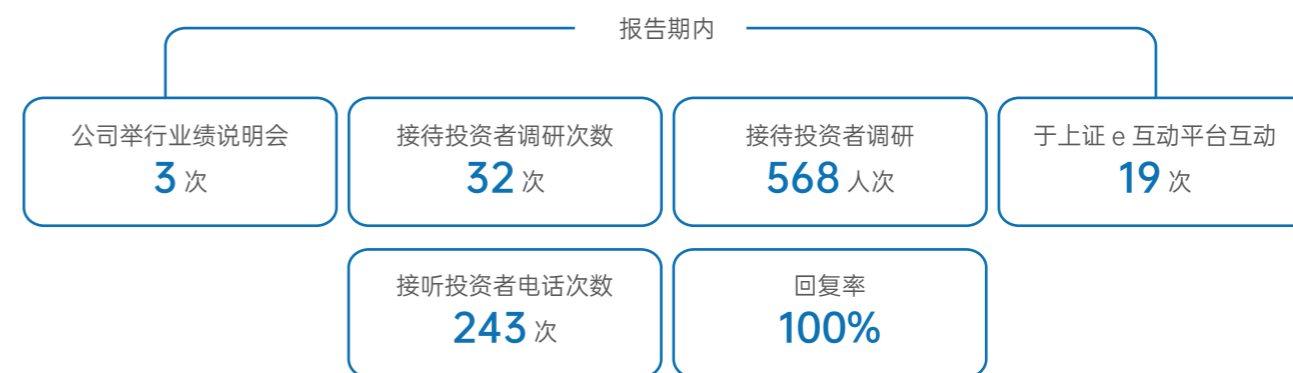 报告期内
公司举行业绩说明会
3 次
接待投资者调研次数
32 次
接待投资者调研
568 人次
于上证 e 互动平台互动
19 次
接听投资者电话次数
243 次
回复率
100%